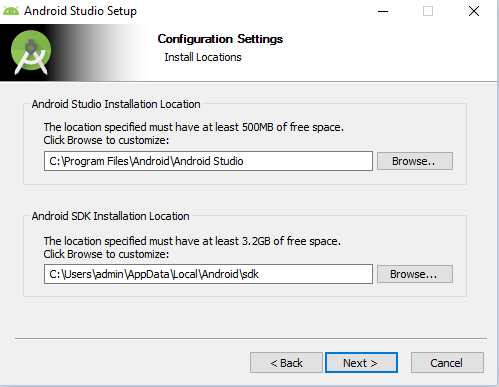 Android Studio Setup
Configuration Settings
Install Locations
Android Studio Installation Location
The location specified must have at least 500MB of free space.
Click Browse to customize:
C:\Program Files\Android\Android Studio
Browse..
Android SDK Installation Location
The location specified must have at least 3.2GB of free space.
Click Browse to customize:
C:\Users\admin\AppData\Local\Android\sdk
Browse...
< Back
Next >
Cancel